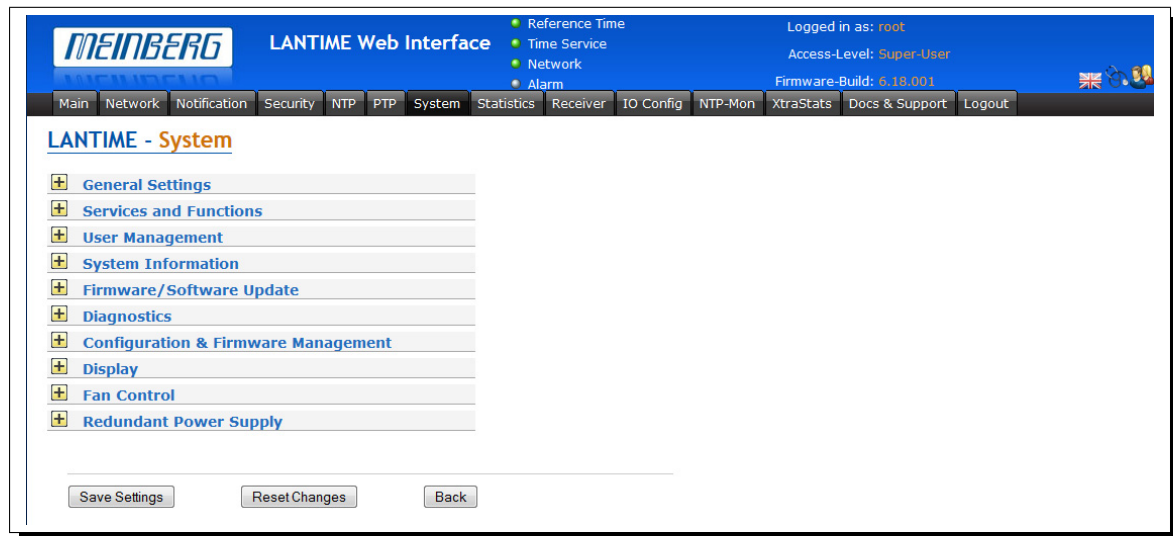 MEINBERG
LANTIME Web Interface
Reference Time
Time Service
Network
Alarm
Logged in as: root
Access-Level: Super-User
Firmware-Build: 6.18.001
Main Network Notification Security NTP PTP System Statistics Receiver IO Config NTP-Mon XtraStats Docs & Support Logout
LANTIME - System
General Settings
Services and Functions
User Management
System Information
Firmware/Software Update
Diagnostics
Configuration & Firmware Management
Display
Fan Control
Redundant Power Supply
Save Settings Reset Changes Back